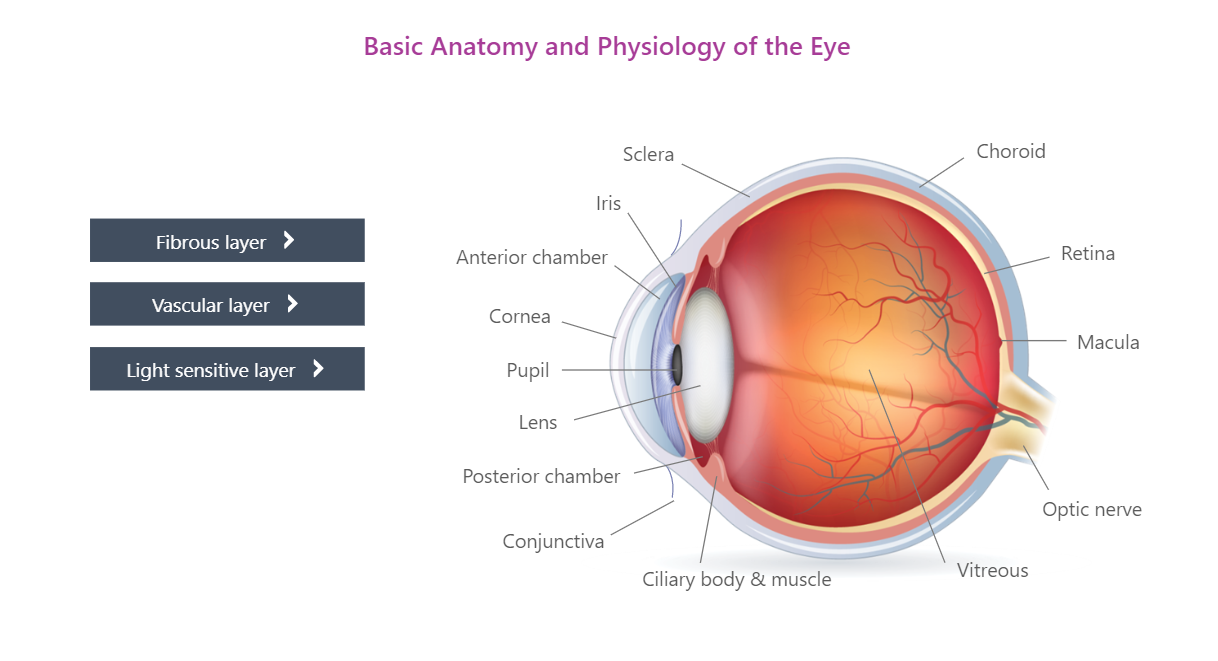 Basic Anatomy and Physiology of the Eye
Fibrous layer
Vascular layer
Light sensitive layer
Sclera
Choroid
Iris
Anterior chamber
Retina
Cornea
Macula
Pupil
Lens
Posterior chamber
Optic nerve
Conjunctiva
Vitreous
Ciliary body & muscle